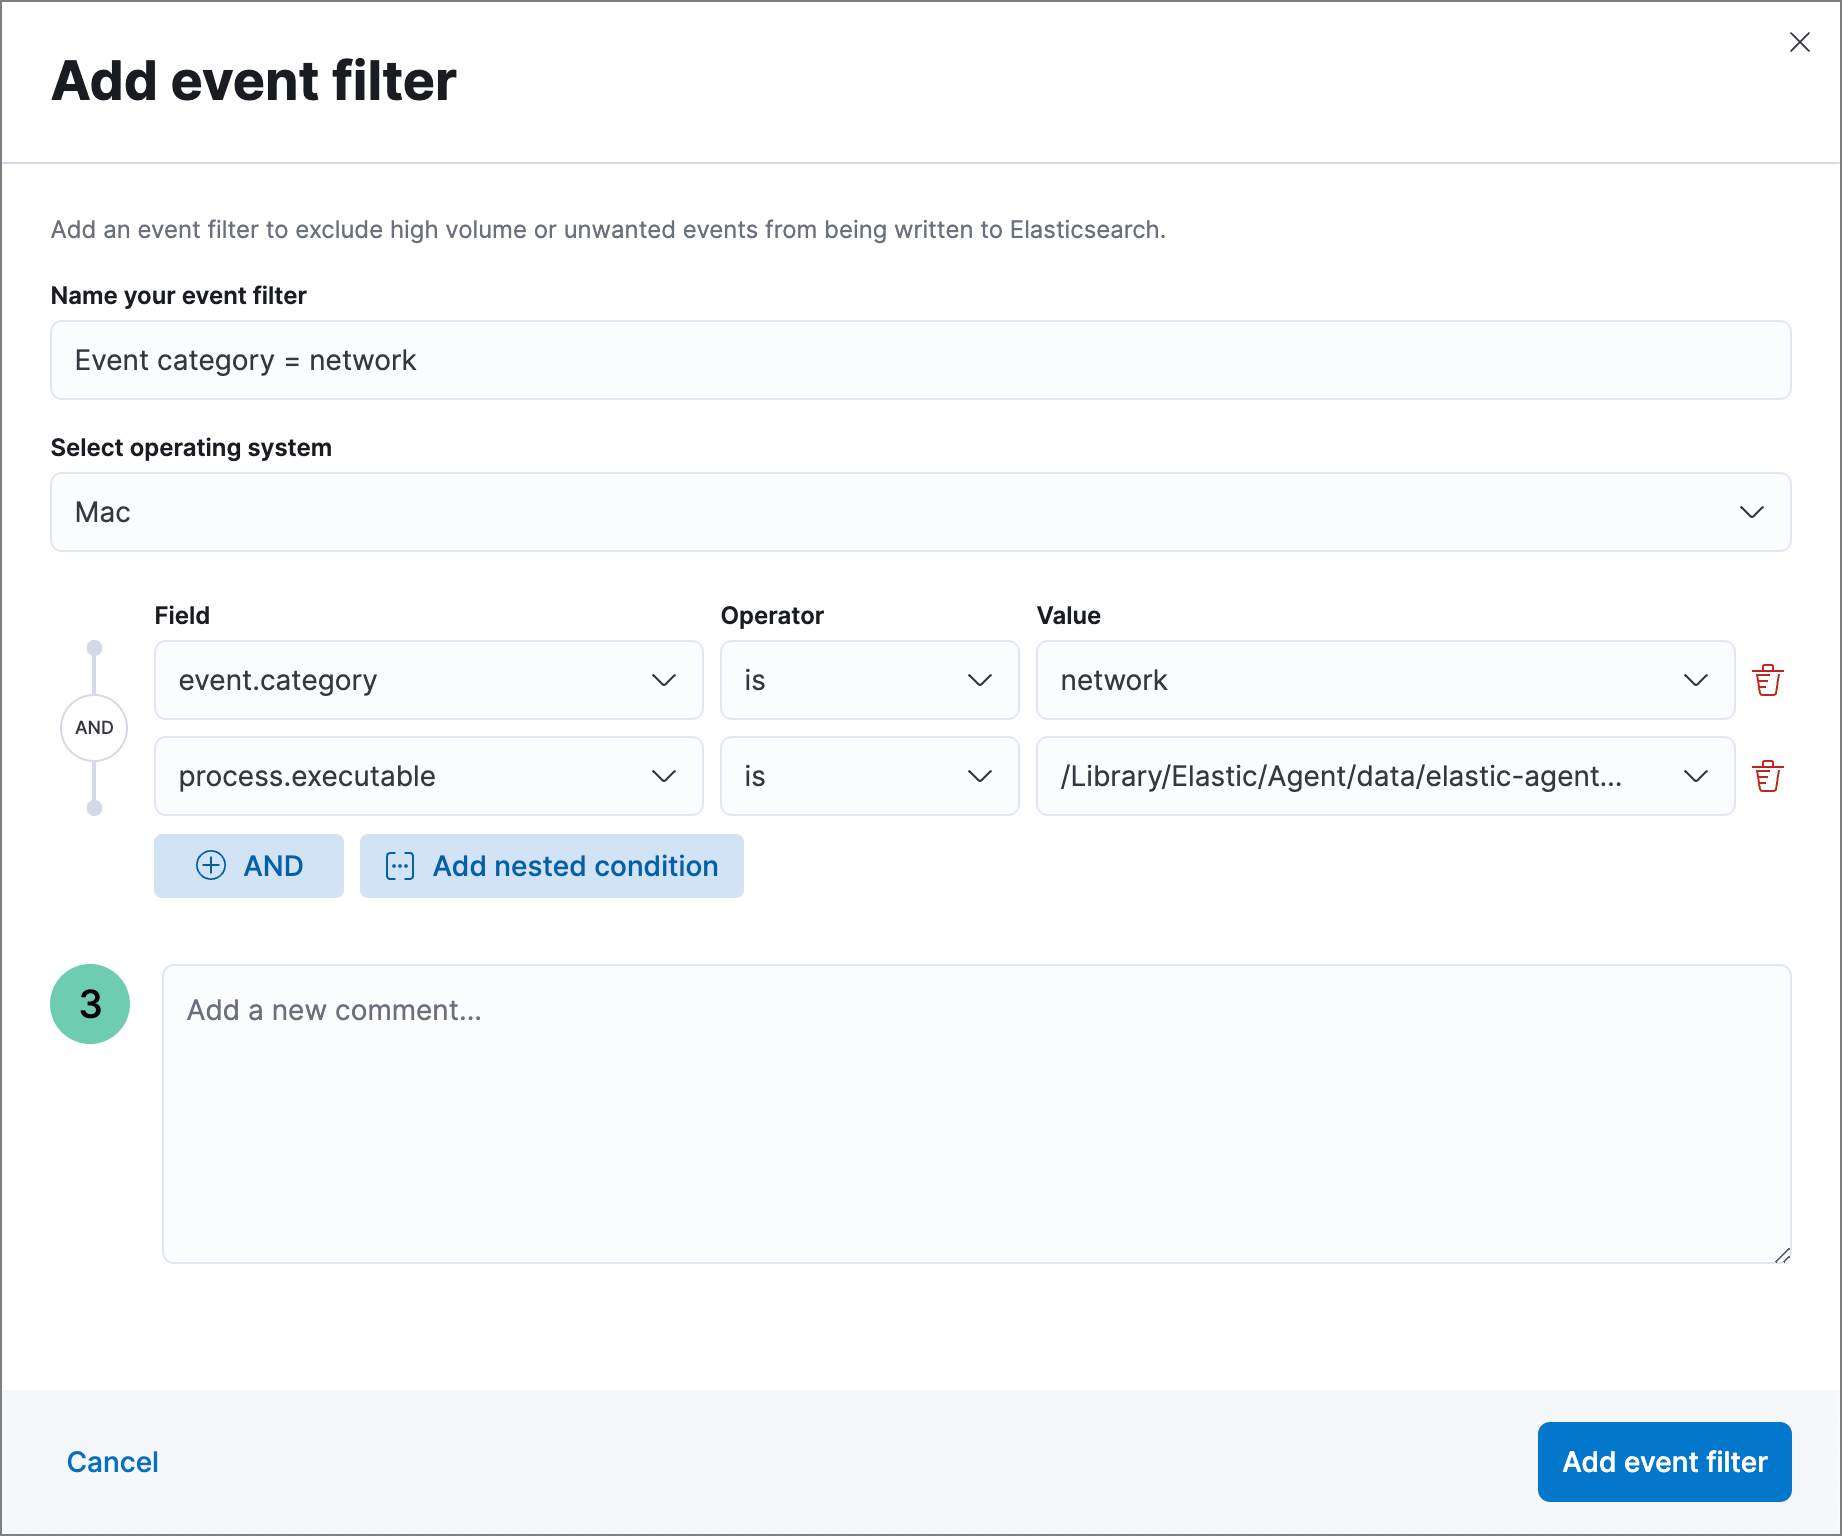 Add event filter
Add an event filter to exclude high volume or unwanted events from being written to Elasticsearch.
Name your event filter
Event category = network
Select operating system
Mac
Field Operator Value
event.category is network
AND
process.executable is /Library/Elastic/Agent/data/elastic-agent...
AND Add nested condition
3 Add a new comment...
Cancel Add event filter